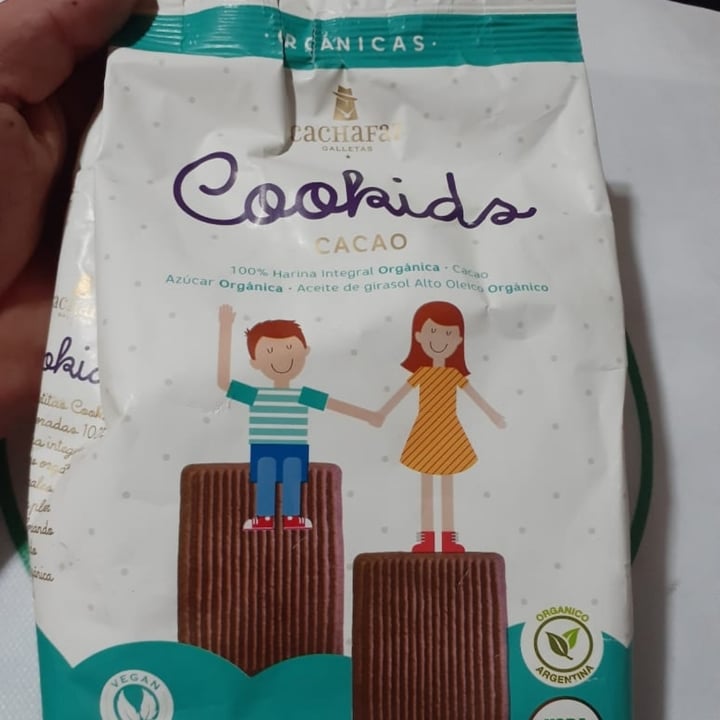 ·ORGÁNICAS·
CACHAFAZ
GALLETAS
Cookids
CACAO
100% Harina Integral Orgánica · Cacao
Azúcar Orgánica · Aceite de girasol Alto Oleico Orgánico
ORGANICO
ARGENTINA
VEGAN